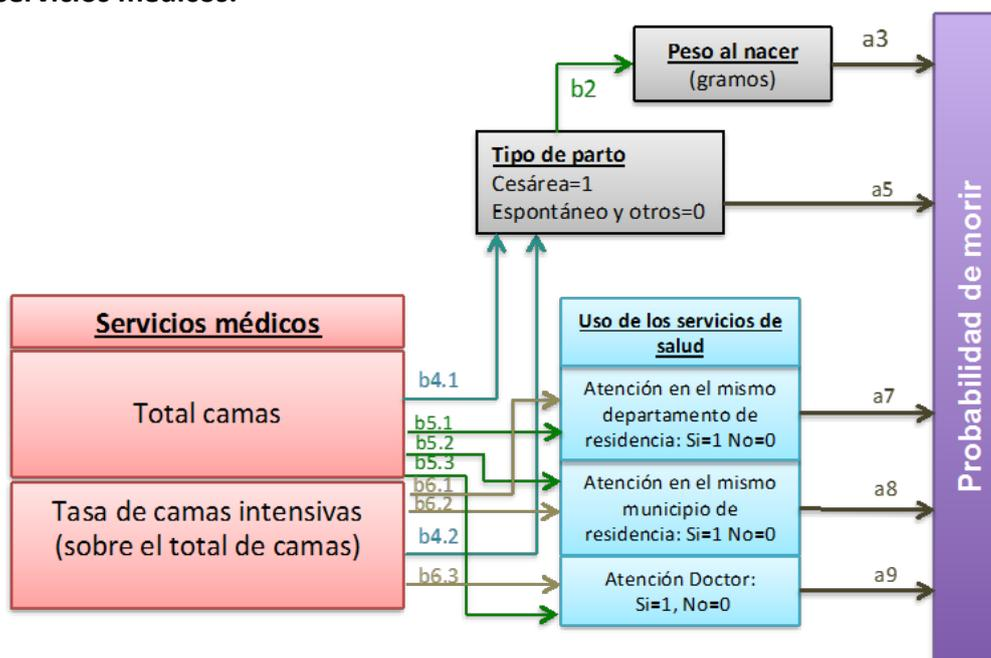 servicios médicos.
Peso al nacer
(gramos)
a3
b2
Tipo de parto
Cesárea=1
Espontáneo y otros=0
a5
Probabilidad de morir
Servicios médicos
Total camas
Tasa de camas intensivas
(sobre el total de camas)
b4.1
b5.1
b5.2
b5.3
b6.1
b6.2
b4.2
b6.3
Uso de los servicios de
salud
Atención en el mismo
departamento de
residencia: Si=1 No=0
Atención en el mismo
municipio de
residencia: Si=1 No=0
Atención Doctor:
Si=1, No=0
a7
a8
a9